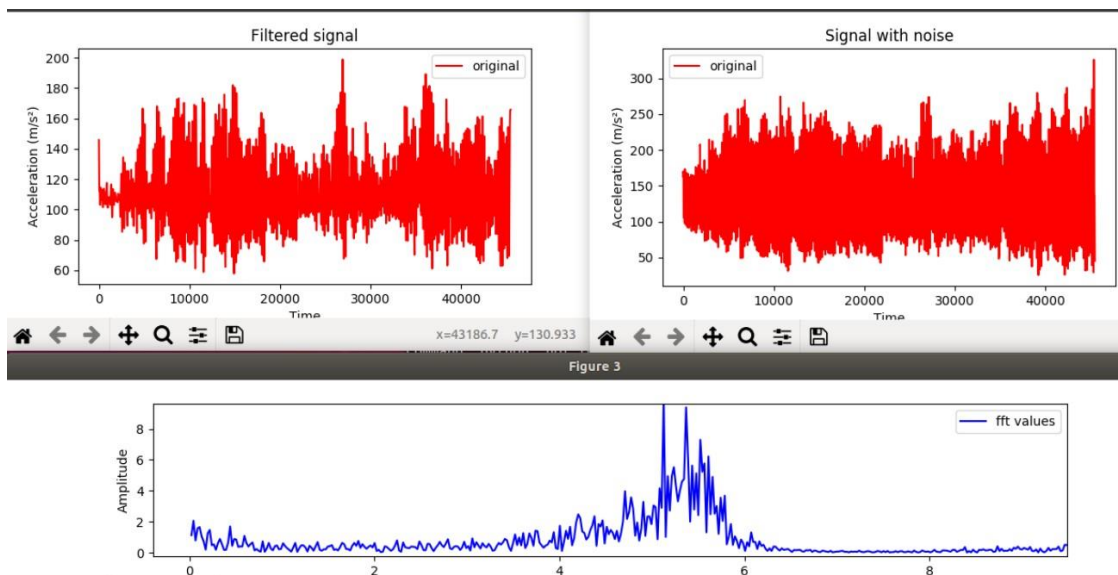 Filtered signal
original
Acceleration (m/s²)
200
180
160
140
120
100
80
60
0
10000
20000
30000
40000
Time
x=43186.7 y=130.933
Signal with noise
original
Acceleration (m/s²)
300
250
200
150
100
50
0
10000
20000
30000
40000
Time
Figure 3
fft values
Amplitude
8
6
4
2
0
0
2
4
6
8